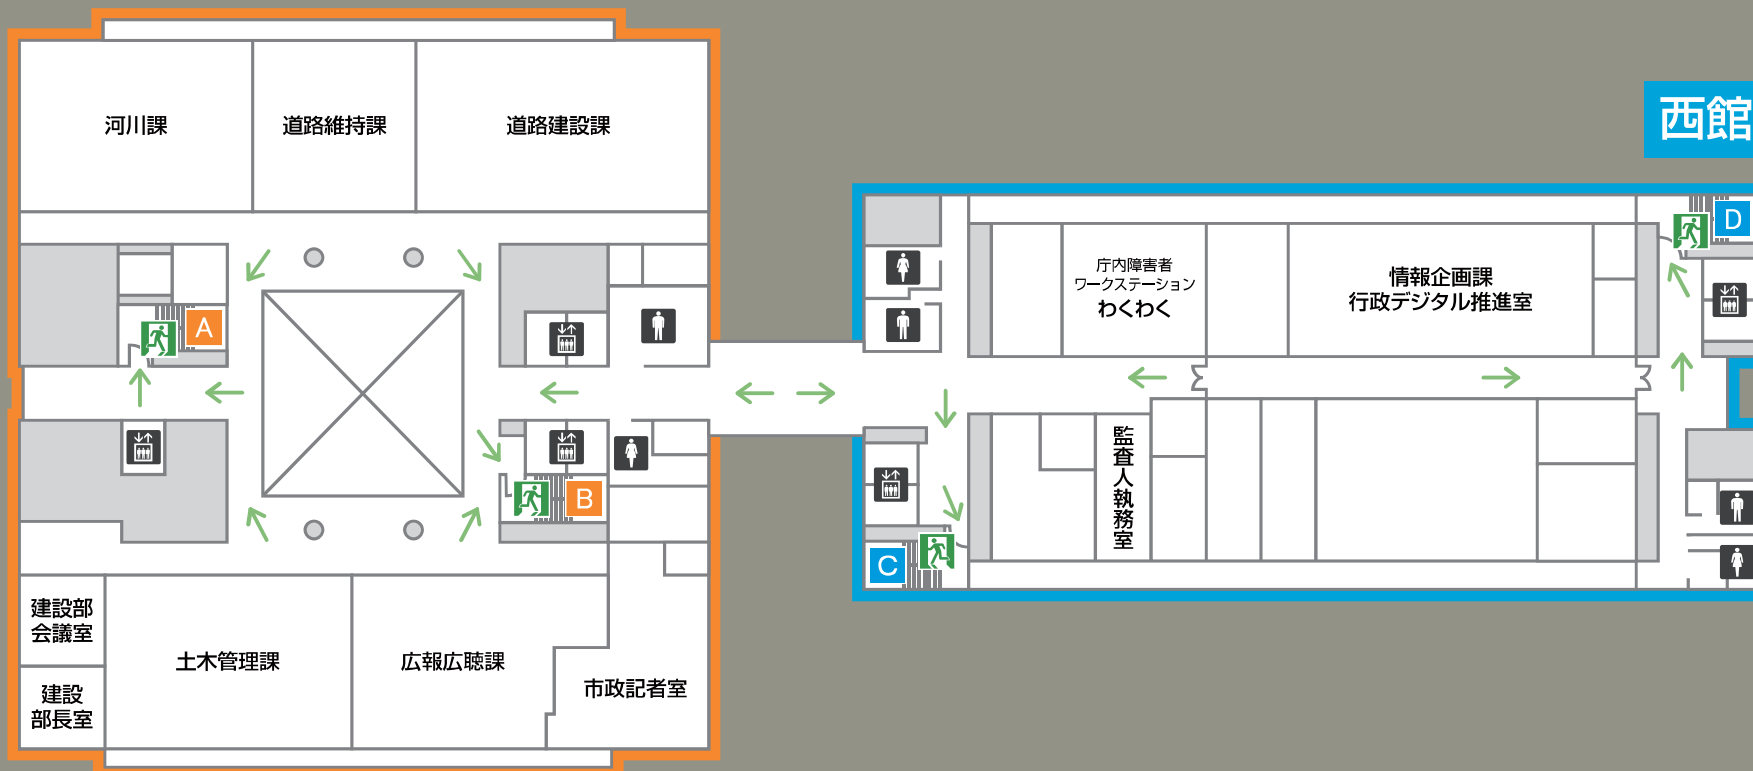 河川課
道路維持課
道路建設課
西館
A
D
庁内障害者
ワークステーション
わくわく
情報企画課
行政デジタル推進室
B
監査人執務室
C
建設部
会議室
建設
部長室
土木管理課
広報広聴課
市政記者室